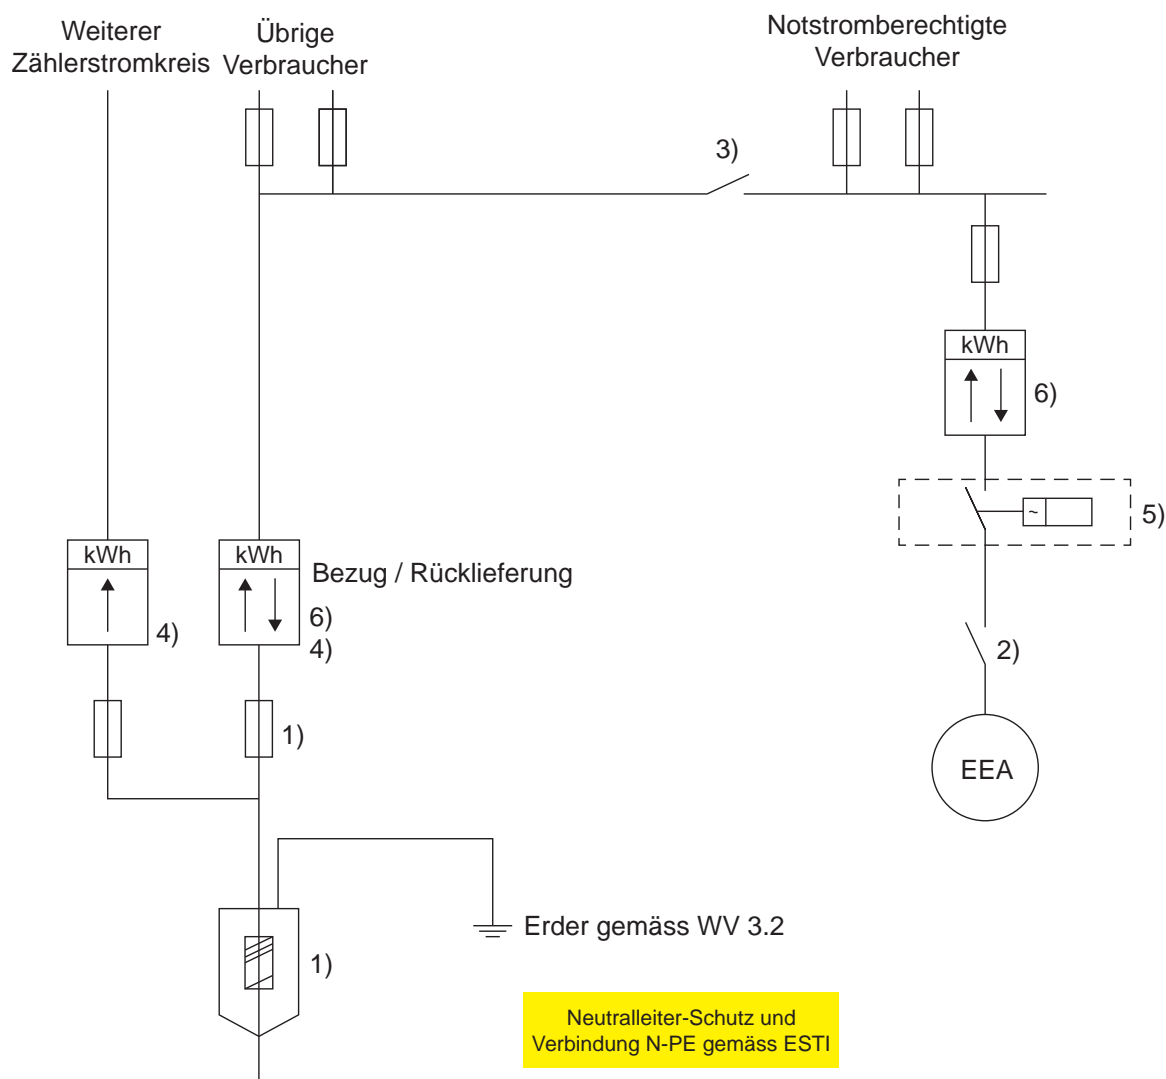 Weiterer
Zählerstromkreis
Übrige
Verbraucher
Notstromberechtigte
Verbraucher
3)
kWh
6)
5)
~
kWh
4)
kWh
Bezug / Rücklieferung
6)
4)
2)
1)
EEA
Erder gemäss WV 3.2
1)
Neutralleiter-Schutz und
Verbindung N-PE gemäss ESTI